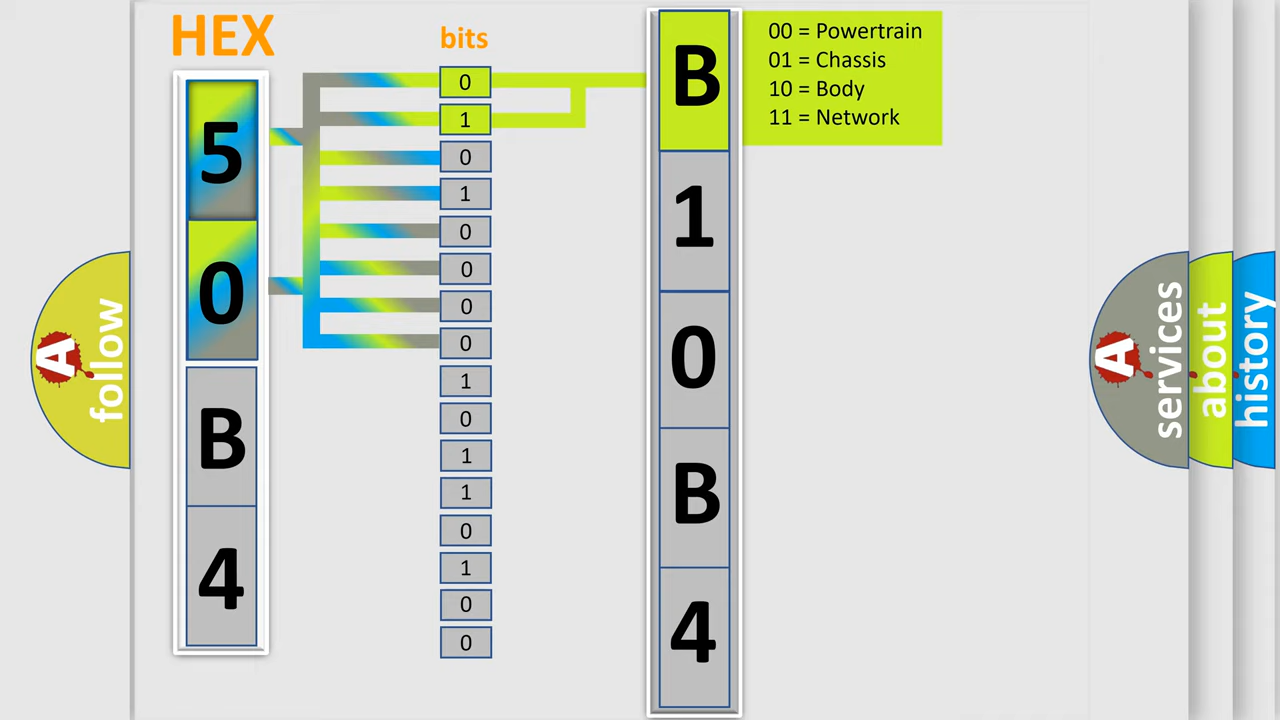 HEX
bits
5
0
B
4
0
1
0
1
0
0
0
0
1
0
1
1
0
1
0
0
B
1
0
B
4
00 = Powertrain
01 = Chassis
10 = Body
11 = Network
A
follow
A
services
about
history